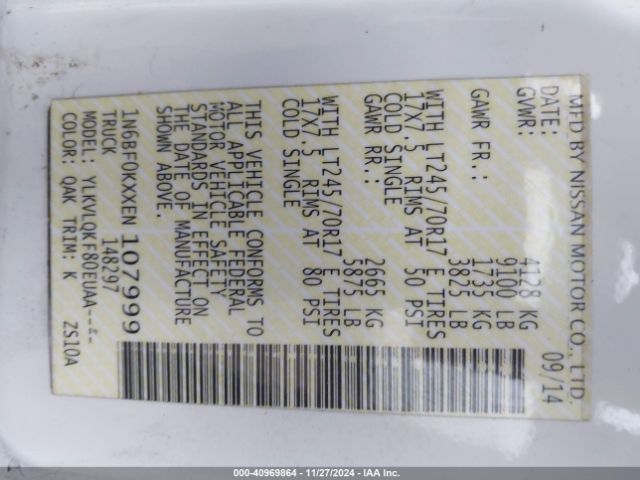 MFD BY NISSAN MOTOR CO., LTD.
DATE: 09/14
GVWR: 4128 KG
9100 LB
GAWR FR.: 1735 KG
3825 LB
WITH LT245/70R17 E TIRES
17X7.5 RIMS AT 50 PSI
COLD SINGLE
GAWR RR.: 2665 KG
5875 LB
WITH LT245/70R17 E TIRES
17X7.5 RIMS AT 80 PSI
COLD SINGLE
THIS VEHICLE CONFORMS TO
ALL APPLICABLE FEDERAL
MOTOR VEHICLE SAFETY
STANDARDS IN EFFECT ON
THE DATE OF MANUFACTURE
SHOWN ABOVE.
1N6BF0KXXEN107999
TRUCK 148297
MODEL: YLKVLQKF80EUAA----
COLOR: QAK TRIM: K ZS10A
000-40969864 - 11/27/2024 - IAA Inc.